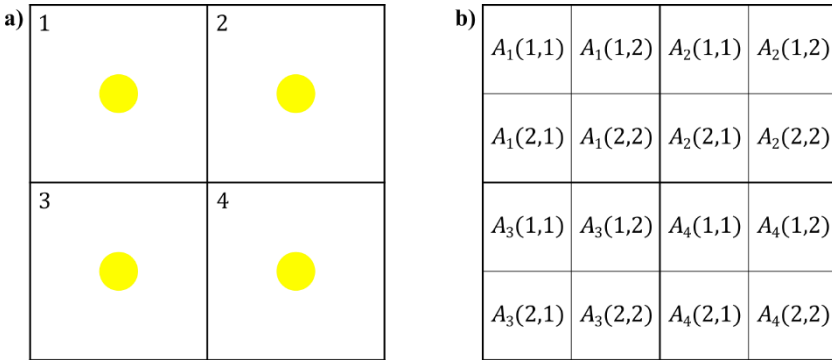 a)
1 2
3 4
b)
A₁(1,1) A₁(1,2) A₂(1,1) A₂(1,2)
A₁(2,1) A₁(2,2) A₂(2,1) A₂(2,2)
A₃(1,1) A₃(1,2) A₄(1,1) A₄(1,2)
A₃(2,1) A₃(2,2) A₄(2,1) A₄(2,2)